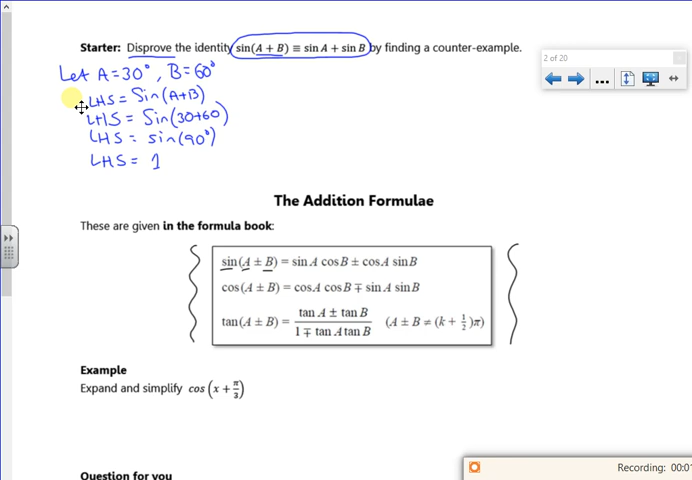 Starter: Disprove the identity sin(A + B) ≡ sin A + sin B by finding a counter-example.
2 of 20
Let A = 30°, B = 60°
LHS = Sin(A+B)
LHS = Sin(30+60)
LHS = sin(90°)
LHS = 1
The Addition Formulae
These are given in the formula book:
sin(A ± B) = sin A cos B ± cos A sin B
cos(A ± B) = cos A cos B ∓ sin A sin B
tan(A ± B) = (tan A ± tan B)/(1 ∓ tan A tan B) (A ± B ≠ (k + 1/2)π)
Example
Expand and simplify cos (x + π/3)
Recording: 00:0
Question for you